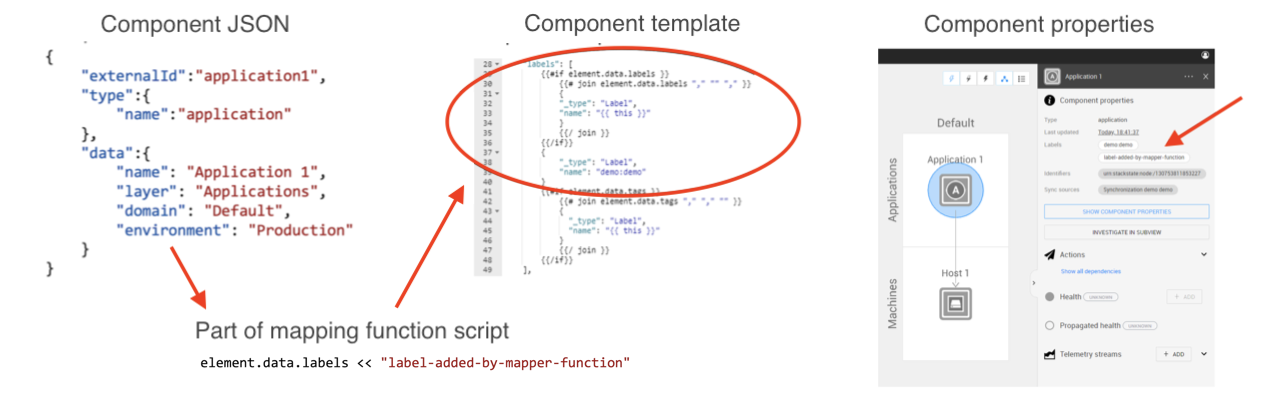 Component JSON
Component template
Component properties
{
"externalId":"application1",
"type":{
"name":"application"
},
"data":{
"name": "Application 1",
"layer": "Applications",
"domain": "Default",
"environment": "Production"
}
}
28 labels": [
29 {{#if element.data.labels }}
30 {{# join element.data.labels "," "" "," }}
31 {
32 "_type": "Label",
33 "name": "{{ this }}"
34 }
35 {{/ join }}
36 {{/if}}
37 {
38 "_type": "Label",
39 "name": "demo:demo"
40 }
41 {{#if element.data.tags }}
42 {{# join element.data.tags "," "," "" }}
43 {
44 "_type": "Label",
45 "name": "{{ this }}"
46 }
47 {{/ join }}
48 {{/if}}
49 ],
Part of mapping function script
element.data.labels << "label-added-by-mapper-function"
Default
Applications
Application 1
A
Machines
Host 1
Application 1
... X
Component properties
Type application
Last updated Today, 18:41:37
Labels demo demo
label-added-by-mapper-function
Identifiers urn:stackstate:node:/130753811853227
Sync sources Synchronization demo demo
SHOW COMPONENT PROPERTIES
INVESTIGATE IN SUBVIEW
Actions
Show all dependencies
Health UNKNOWN + ADD
Propagated health UNKNOWN
Telemetry streams + ADD